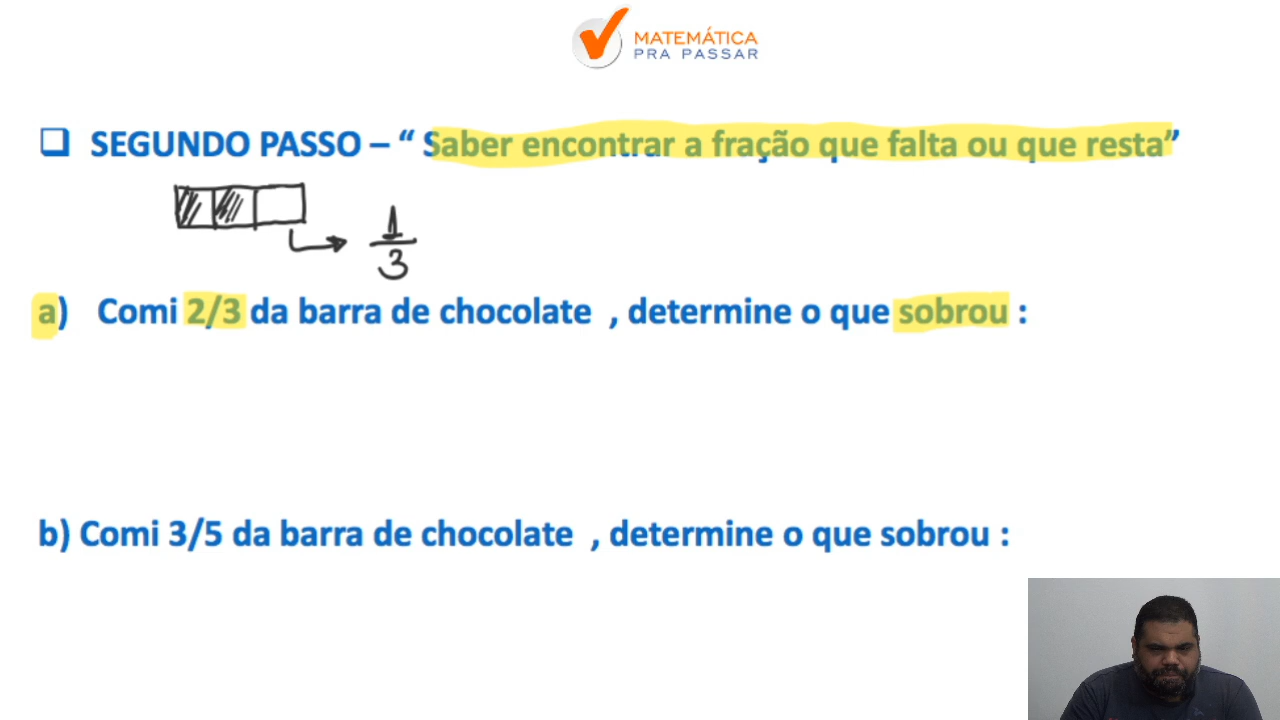 MATEMÁTICA
PRA PASSAR
SEGUNDO PASSO – “ Saber encontrar a fração que falta ou que resta”
1
3
a) Comi 2/3 da barra de chocolate , determine o que sobrou :
b) Comi 3/5 da barra de chocolate , determine o que sobrou :